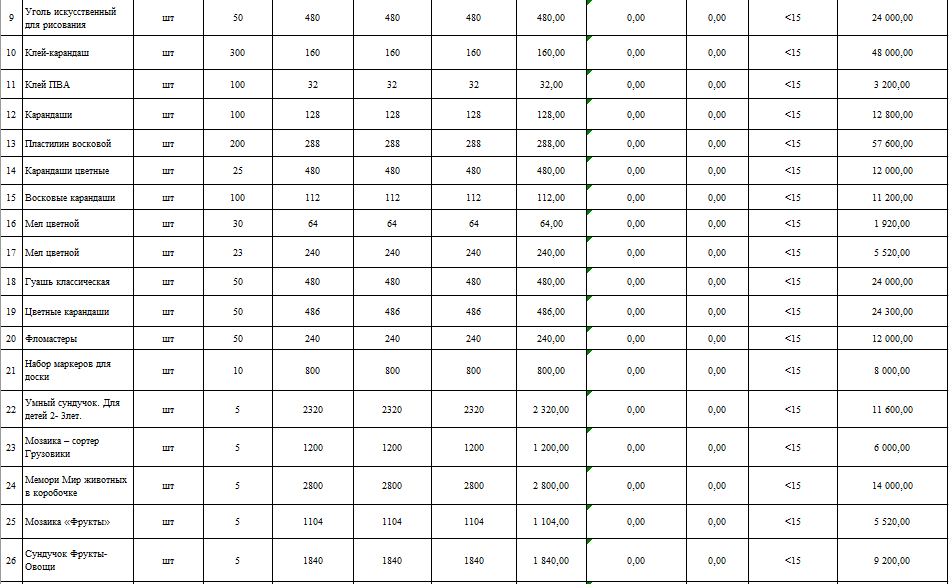 9 Уголь искусственный для рисования шт 50 480 480 480 480,00 0,00 0,00 <15 24 000,00
10 Клей-карандаш шт 300 160 160 160 160,00 0,00 0,00 <15 48 000,00
11 Клей ПВА шт 100 32 32 32 32,00 0,00 0,00 <15 3 200,00
12 Карандаши шт 100 128 128 128 128,00 0,00 0,00 <15 12 800,00
13 Пластилин восковой шт 200 288 288 288 288,00 0,00 0,00 <15 57 600,00
14 Карандаши цветные шт 25 480 480 480 480,00 0,00 0,00 <15 12 000,00
15 Восковые карандаши шт 100 112 112 112 112,00 0,00 0,00 <15 11 200,00
16 Мел цветной шт 30 64 64 64 64,00 0,00 0,00 <15 1 920,00
17 Мел цветной шт 23 240 240 240 240,00 0,00 0,00 <15 5 520,00
18 Гуашь классическая шт 50 480 480 480 480,00 0,00 0,00 <15 24 000,00
19 Цветные карандаши шт 50 486 486 486 486,00 0,00 0,00 <15 24 300,00
20 Фломастеры шт 50 240 240 240 240,00 0,00 0,00 <15 12 000,00
21 Набор маркеров для доски шт 10 800 800 800 800,00 0,00 0,00 <15 8 000,00
22 Умный сундучок. Для детей 2- 3лет. шт 5 2320 2320 2320 2 320,00 0,00 0,00 <15 11 600,00
23 Мозаика – сортер Грузовики шт 5 1200 1200 1200 1 200,00 0,00 0,00 <15 6 000,00
24 Мемори Мир животных в коробочке шт 5 2800 2800 2800 2 800,00 0,00 0,00 <15 14 000,00
25 Мозаика «Фрукты» шт 5 1104 1104 1104 1 104,00 0,00 0,00 <15 5 520,00
26 Сундучок Фрукты-Овощи шт 5 1840 1840 1840 1 840,00 0,00 0,00 <15 9 200,00